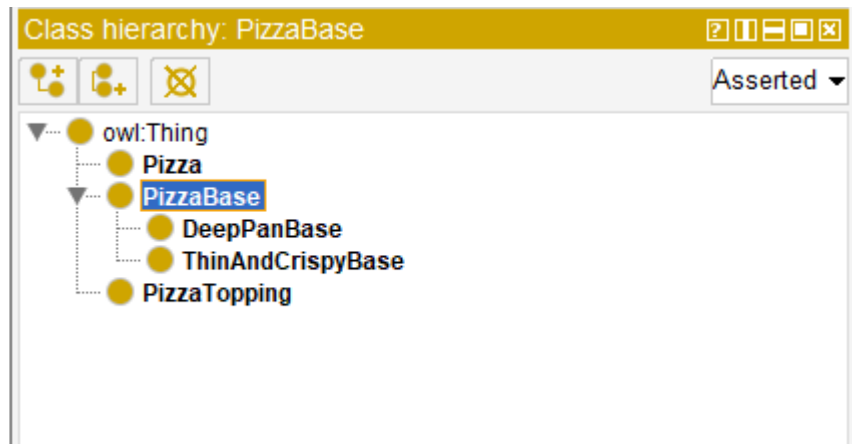 Class hierarchy: PizzaBase
Asserted
owl:Thing
Pizza
PizzaBase
DeepPanBase
ThinAndCrispyBase
PizzaTopping